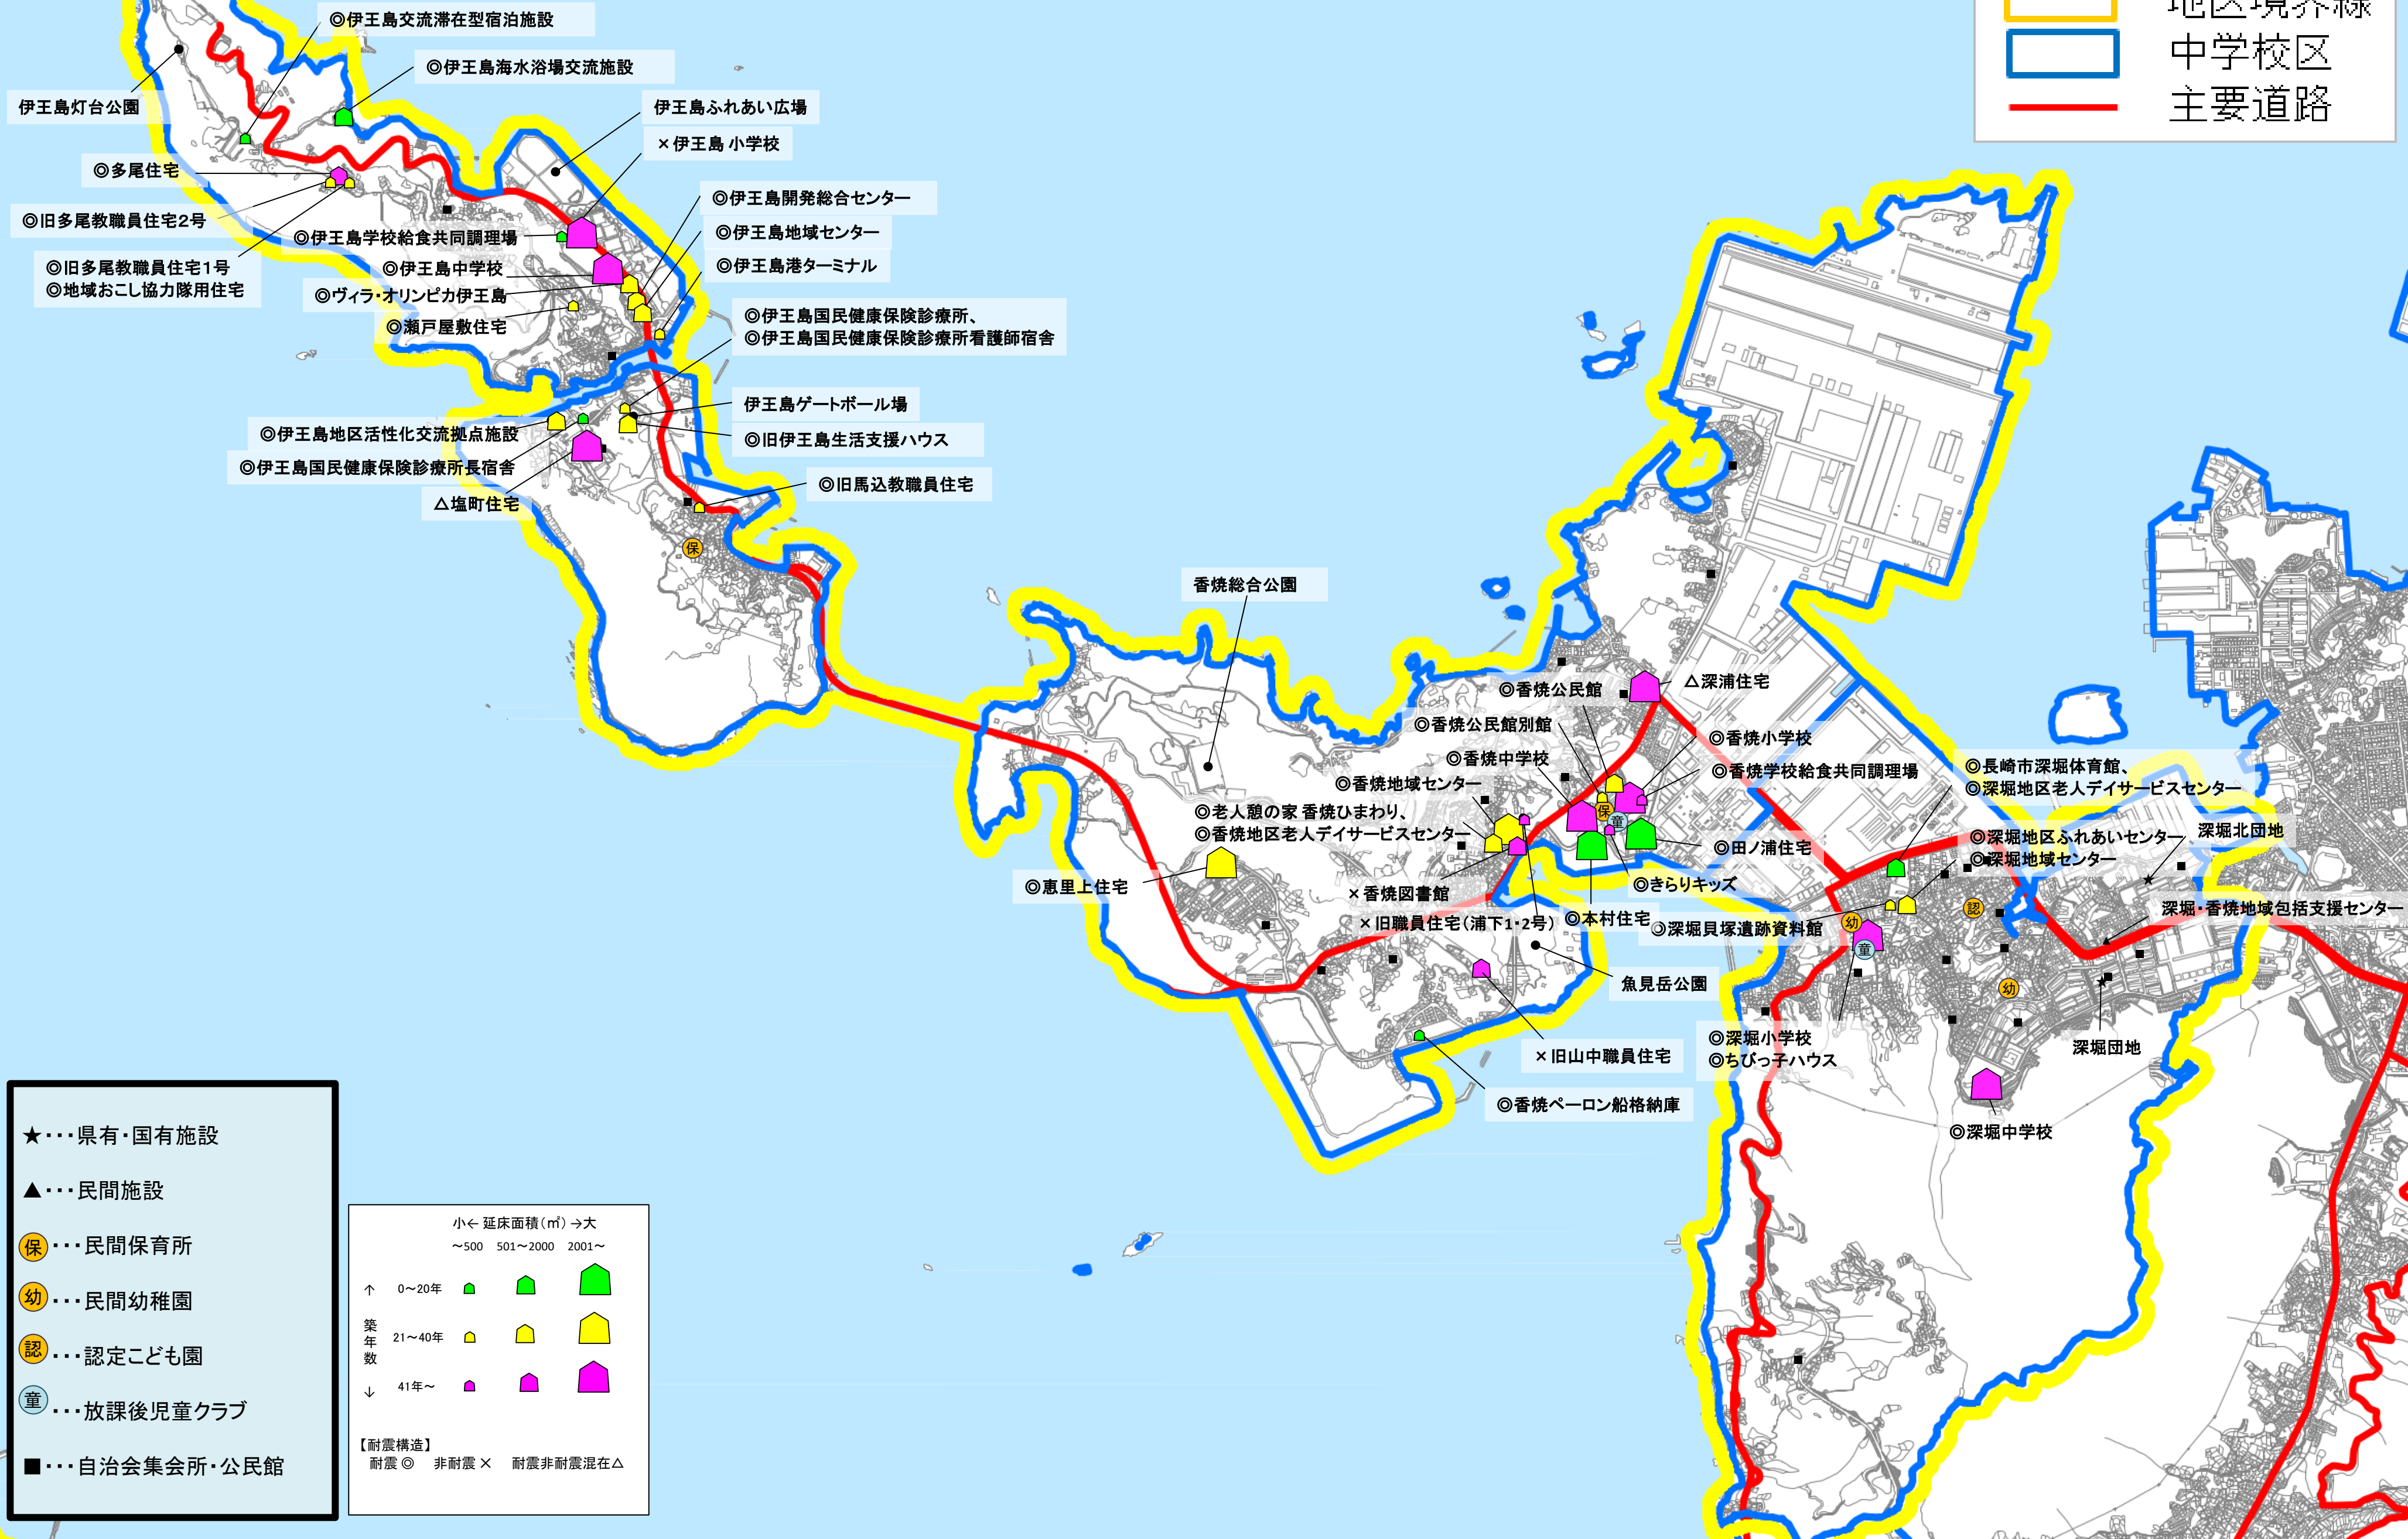 地区境界線
中学校区
主要道路
◎伊王島交流滞在型宿泊施設
◎伊王島海水浴場交流施設
伊王島灯台公園
伊王島ふれあい広場
×伊王島小学校
◎多尾住宅
◎旧多尾教職員住宅2号
◎旧多尾教職員住宅1号
◎地域おこし協力隊用住宅
◎伊王島開発総合センター
◎伊王島地域センター
◎伊王島港ターミナル
◎伊王島学校給食共同調理場
◎伊王島中学校
◎ヴィラ・オリンピカ伊王島
◎瀬戸屋敷住宅
◎伊王島国民健康保険診療所、
◎伊王島国民健康保険診療所看護師宿舎
伊王島ゲートボール場
◎旧伊王島生活支援ハウス
◎伊王島地区活性化交流拠点施設
◎伊王島国民健康保険診療所長宿舎
△塩町住宅
◎旧馬込教職員住宅
保
香焼総合公園
△深浦住宅
◎香焼公民館
◎香焼公民館別館
◎香焼小学校
◎香焼中学校
◎香焼学校給食共同調理場
◎香焼地域センター
◎老人憩の家 香焼ひまわり、
◎香焼地区老人デイサービスセンター
保
童
◎田ノ浦住宅
◎恵里上住宅
×香焼図書館
◎きらりキッズ
×旧職員住宅（浦下1・2号）
◎本村住宅
魚見岳公園
×旧山中職員住宅
◎香焼ペーロン船格納庫
◎長崎市深堀体育館、
◎深堀地区老人デイサービスセンター
◎深堀地区ふれあいセンター
◎深堀地域センター
深堀北団地
深堀・香焼地域包括支援センター
◎深堀貝塚遺跡資料館
認
幼
童
幼
◎深堀小学校
◎ちびっ子ハウス
深堀団地
◎深堀中学校
★・・・県有・国有施設
▲・・・民間施設
保・・・民間保育所
幼・・・民間幼稚園
認・・・認定こども園
童・・・放課後児童クラブ
■・・・自治会集会所・公民館
小← 延床面積（㎡）→大
～500 501～2000 2001～
↑ 0～20年
築年数 21～40年
↓ 41年～
【耐震構造】
耐震◎ 非耐震× 耐震非耐震混在△